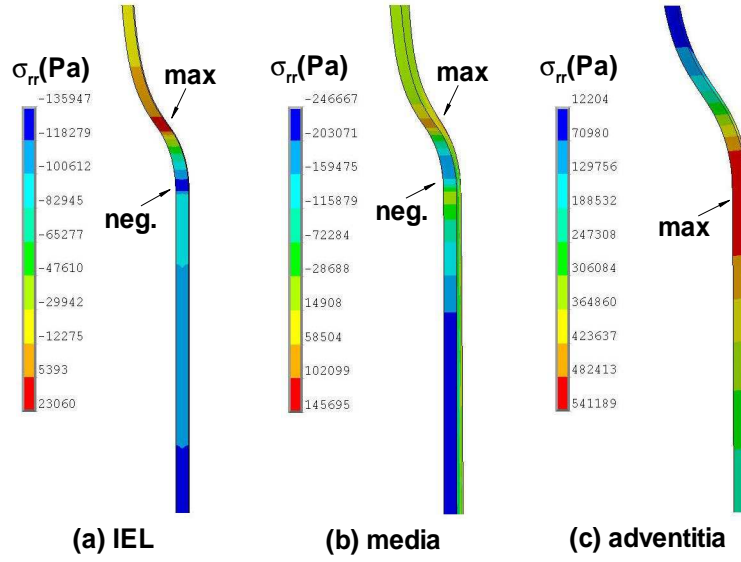 σrr(Pa)
max
-135947
-118279
-100612
-82945
-65277
-47610
-29942
-12275
5393
23060
neg.
(a) IEL
σrr(Pa)
max
-246667
-203071
-159475
-115879
-72284
-28688
14908
58504
102099
145695
neg.
(b) media
σrr(Pa)
12204
70980
129756
188532
247308
306084
364860
423637
482413
541189
max
(c) adventitia